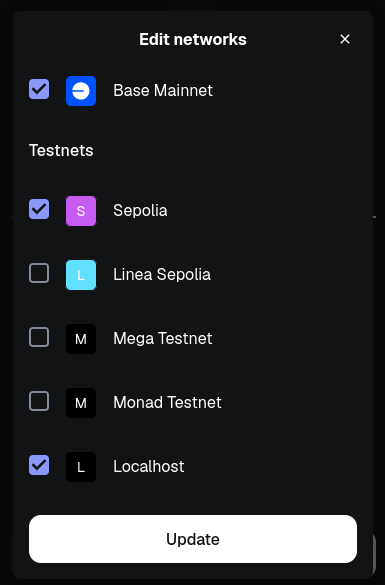 Edit networks
Base Mainnet
Testnets
S Sepolia
L Linea Sepolia
M Mega Testnet
M Monad Testnet
L Localhost
Update